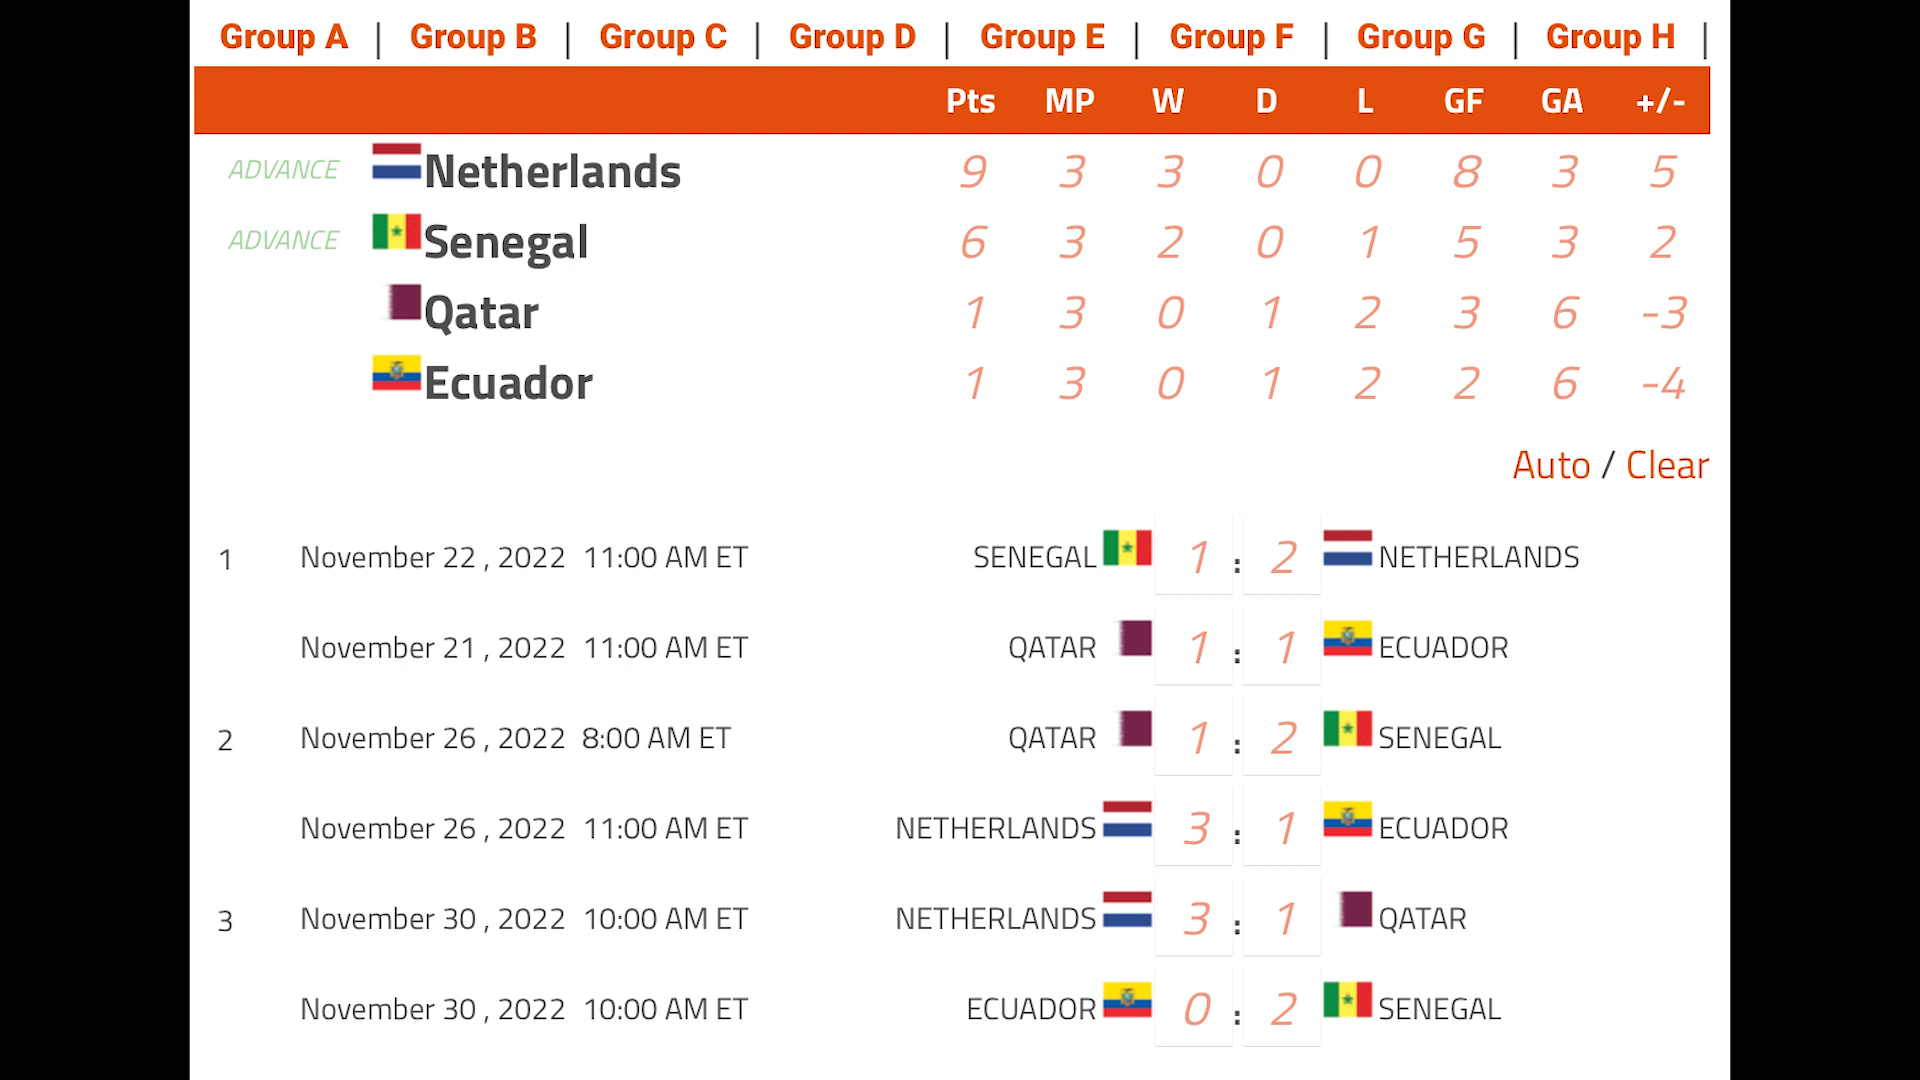 Group A | Group B | Group C | Group D | Group E | Group F | Group G | Group H |
Pts MP W D L GF GA +/-
ADVANCE Netherlands 9 3 3 0 0 8 3 5
ADVANCE Senegal 6 3 2 0 1 5 3 2
Qatar 1 3 0 1 2 3 6 -3
Ecuador 1 3 0 1 2 2 6 -4
Auto / Clear
1 November 22 , 2022 11:00 AM ET SENEGAL 1 : 2 NETHERLANDS
November 21 , 2022 11:00 AM ET QATAR 1 : 1 ECUADOR
2 November 26 , 2022 8:00 AM ET QATAR 1 : 2 SENEGAL
November 26 , 2022 11:00 AM ET NETHERLANDS 3 : 1 ECUADOR
3 November 30 , 2022 10:00 AM ET NETHERLANDS 3 : 1 QATAR
November 30 , 2022 10:00 AM ET ECUADOR 0 : 2 SENEGAL